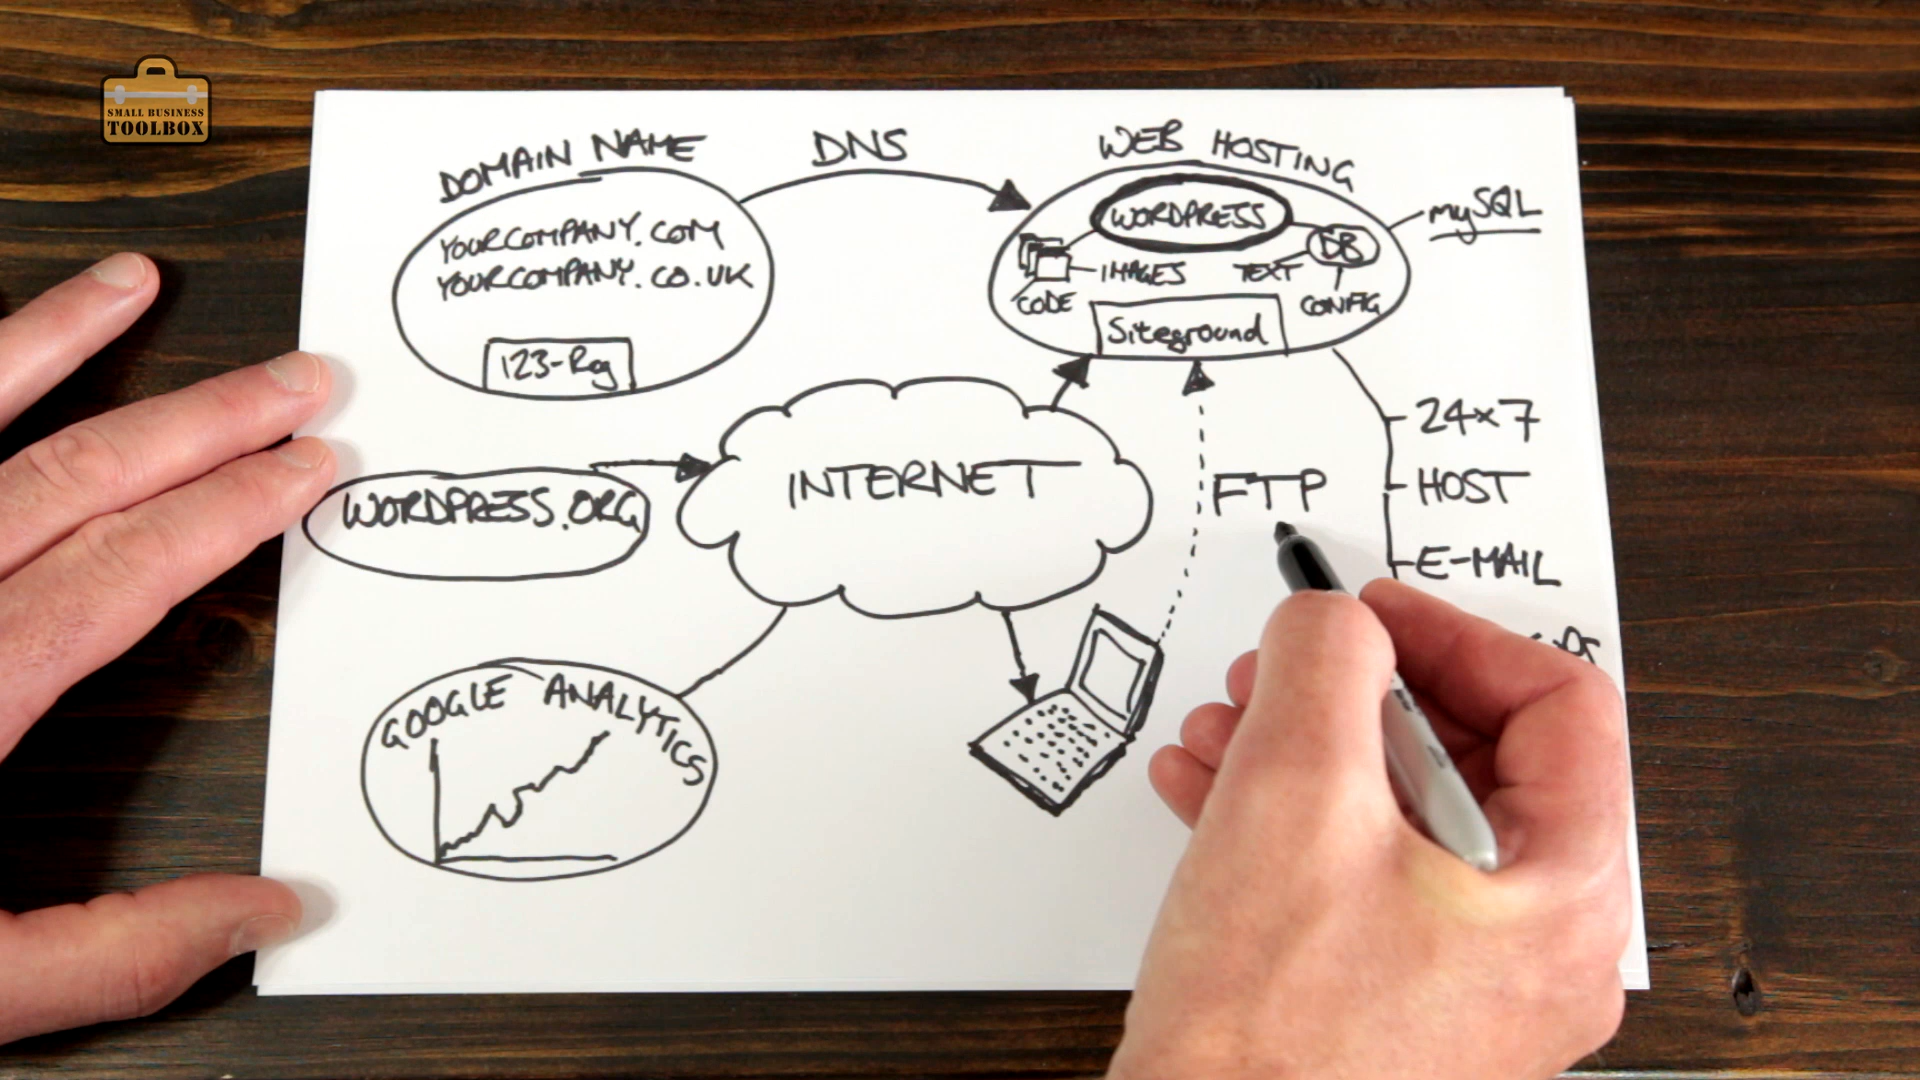 SMALL BUSINESS
TOOLBOX
DOMAIN NAME
YOURCOMPANY.COM
YOURCOMPANY.CO.UK
123-Reg
DNS
WEB HOSTING
WORDPRESS
DB
IMAGES
TEXT
CODE
CONFIG
Siteground
mySQL
24x7
HOST
E-MAIL
FTP
INTERNET
WORDPRESS.ORG
GOOGLE ANALYTICS